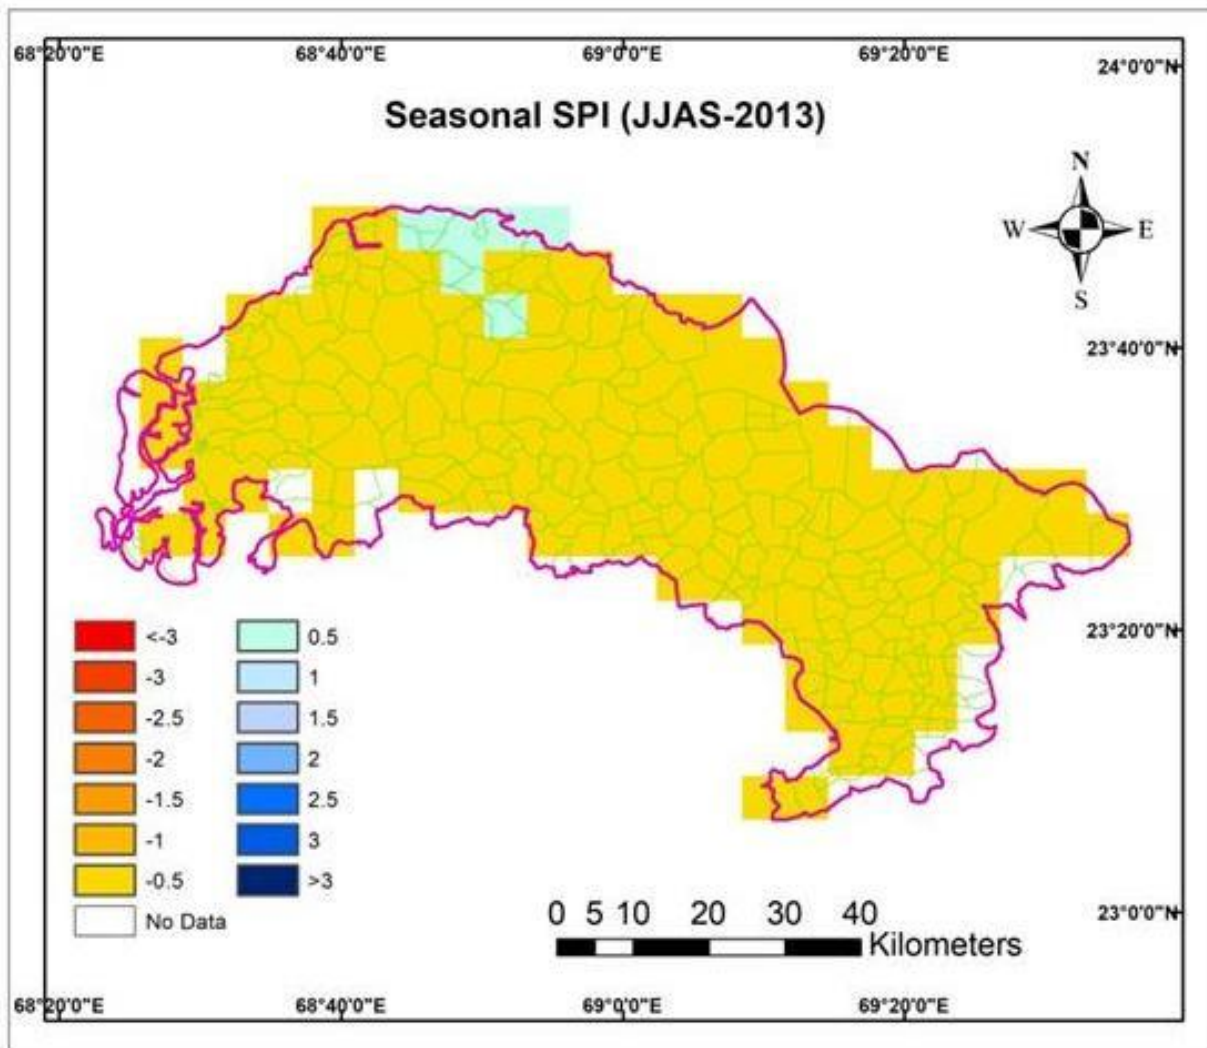 68°20'0"E 68°40'0"E 69°0'0"E 69°20'0"E
24°0'0"N
Seasonal SPI (JJAS-2013)
N
W E
S
23°40'0"N
23°20'0"N
<-3 0.5
-3 1
-2.5 1.5
-2 2
-1.5 2.5
-1 3
-0.5 >3
No Data
0 5 10 20 30 40
Kilometers
23°0'0"N
68°20'0"E 68°40'0"E 69°0'0"E 69°20'0"E